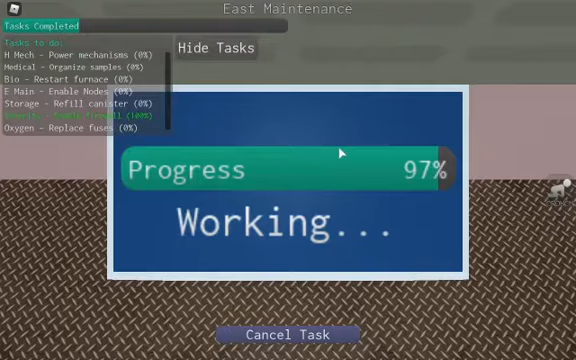 East Maintenance
Tasks Completed
Tasks to do:
Hide Tasks
H Mech - Power mechanisms (0%)
Medical - Organize samples (0%)
Bio - Restart furnace (0%)
E Main - Enable Nodes (0%)
Storage - Refill canister (0%)
Security - Enable firewall (100%)
Oxygen - Replace fuses (0%)
Progress 97%
Working...
Cancel Task